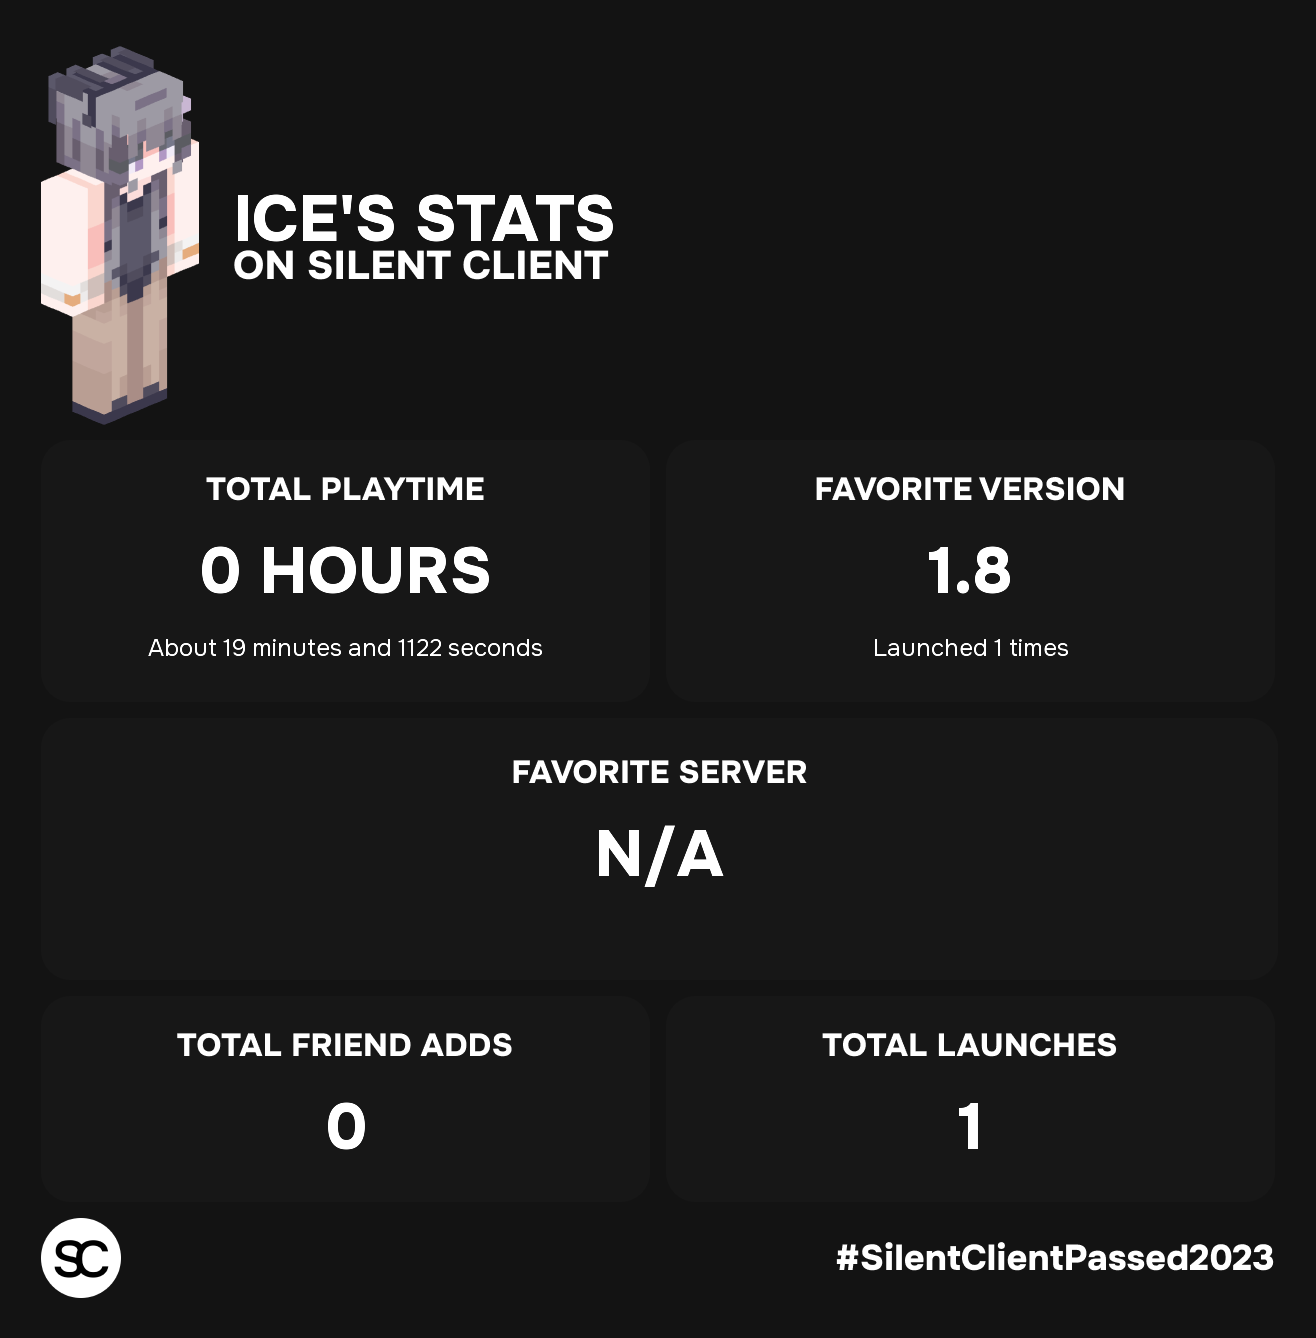 ICE'S STATS
ON SILENT CLIENT
TOTAL PLAYTIME
0 HOURS
About 19 minutes and 1122 seconds
FAVORITE VERSION
1.8
Launched 1 times
FAVORITE SERVER
N/A
TOTAL FRIEND ADDS
0
TOTAL LAUNCHES
1
SC
#SilentClientPassed2023